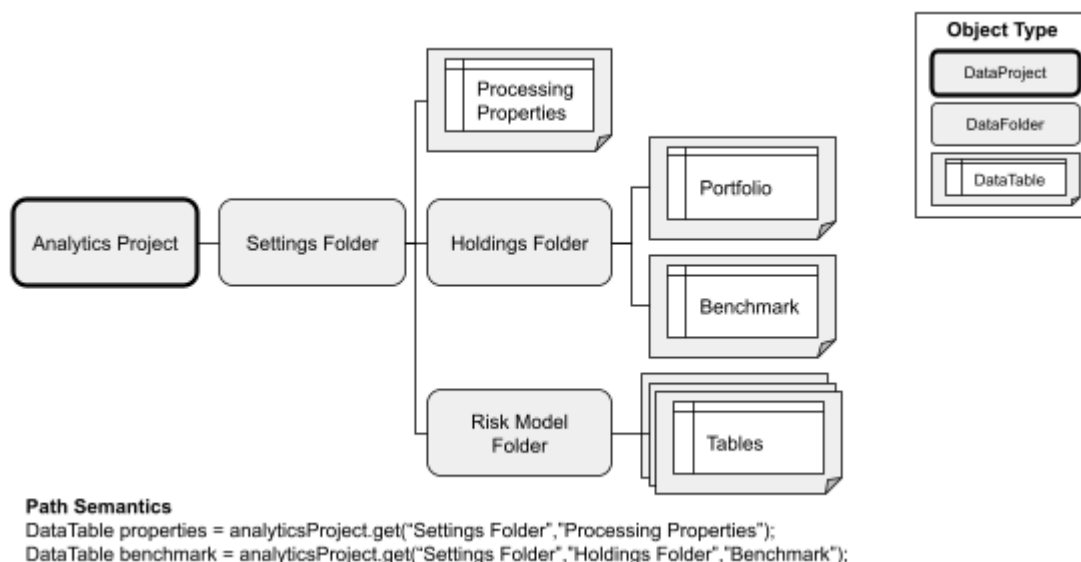 Object Type
DataProject
DataFolder
DataTable
Processing
Properties
Portfolio
Analytics Project
Settings Folder
Holdings Folder
Benchmark
Risk Model
Folder
Tables
Path Semantics
DataTable properties = analyticsProject.get(“Settings Folder”,”Processing Properties”);
DataTable benchmark = analyticsProject.get(“Settings Folder”,”Holdings Folder”,”Benchmark”);